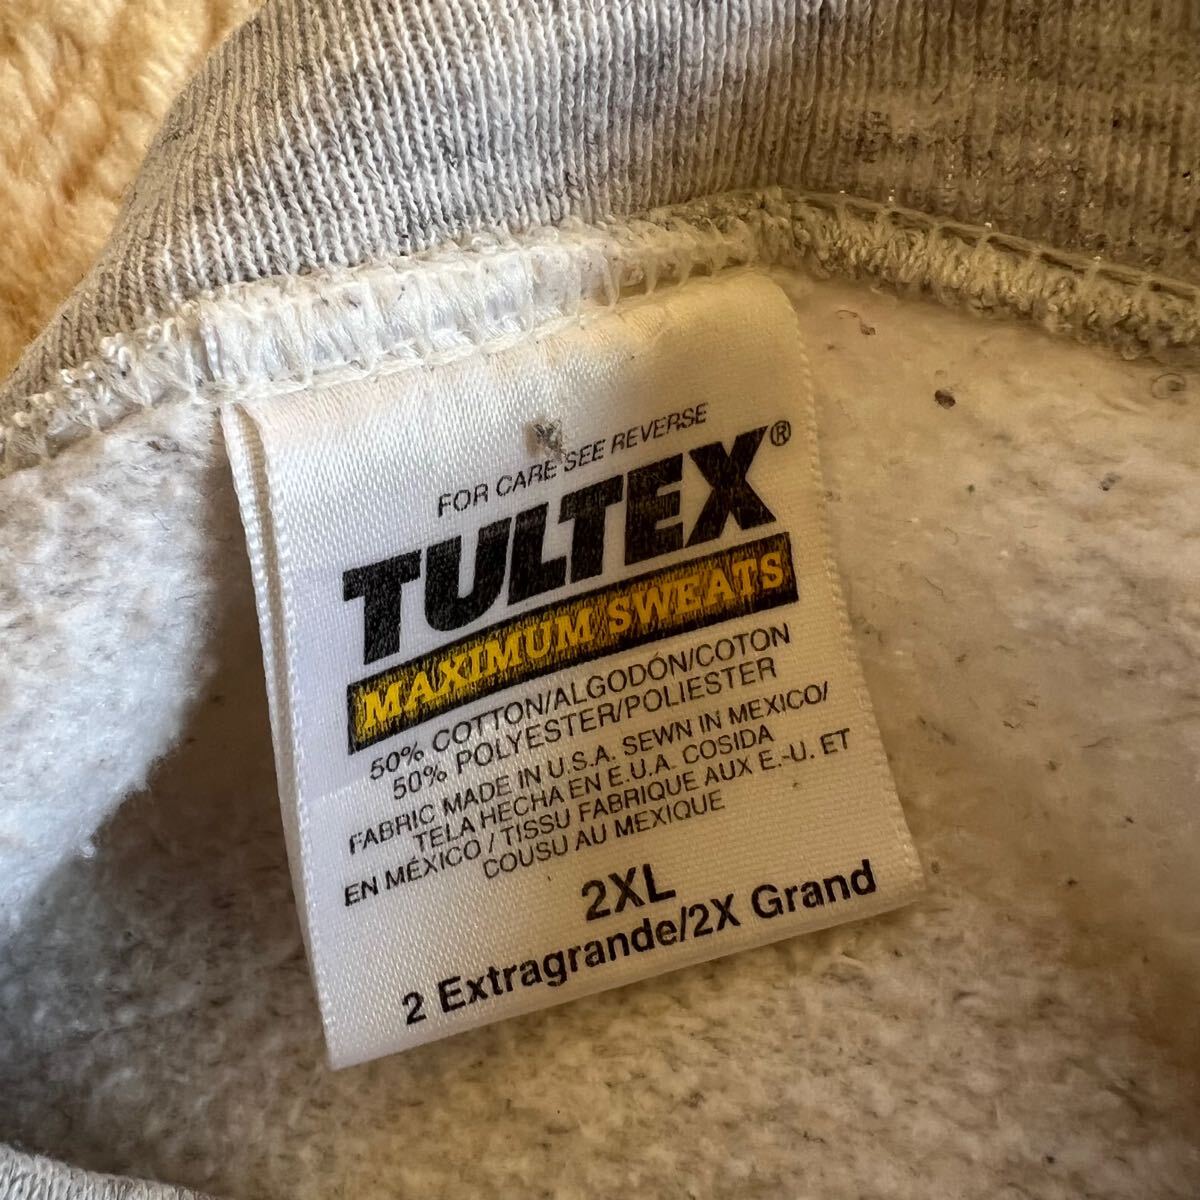 FOR CARE SEE REVERSE
TULTEX®
MAXIMUM SWEATS
50% COTTON/ALGODÓN/COTON
50% POLYESTER/POLIESTER
FABRIC MADE IN U.S.A. SEWN IN MEXICO/
TELA HECHA EN E.U.A. COSIDA
EN MÉXICO / TISSU FABRIQUE AUX E.-U. ET
COUSU AU MEXIQUE
2XL
2 Extragrande/2X Grand